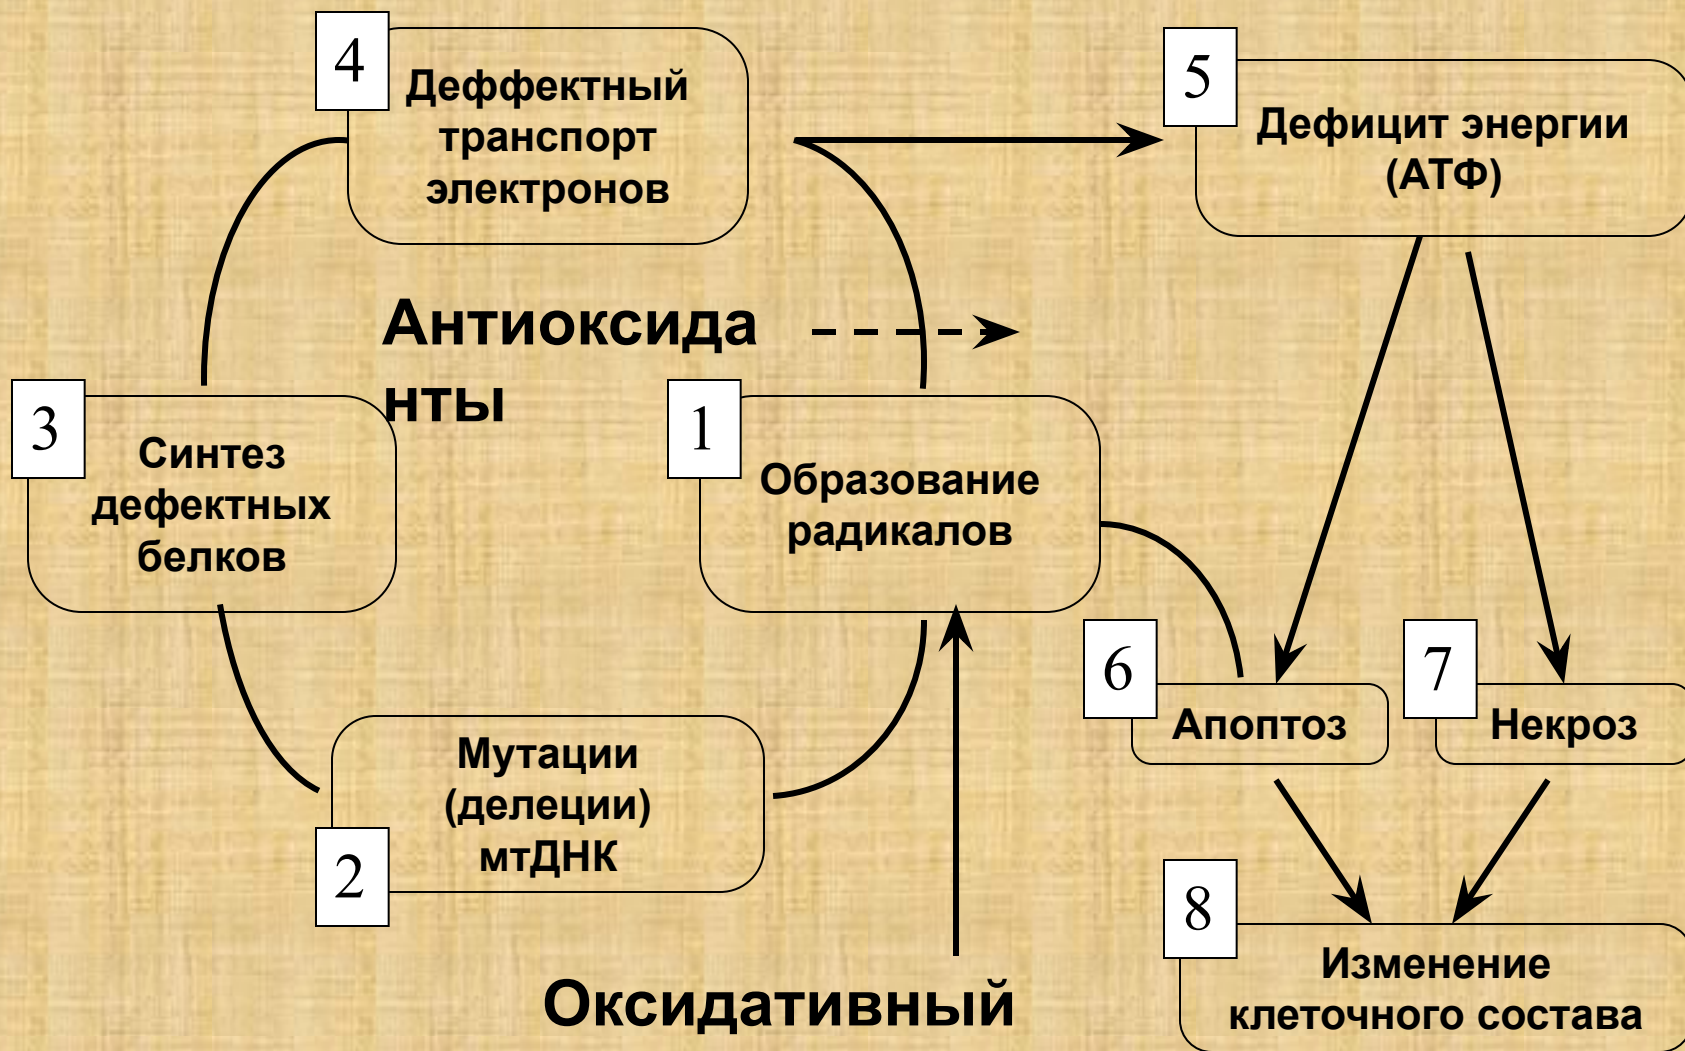 4
Деффектный
транспорт
электронов
5
Дефицит энергии
(АТФ)
Антиоксида
нты
3
Синтез
дефектных
белков
1
Образование
радикалов
6
Апоптоз
7
Некроз
Мутации
(делеции)
мтДНК
2
8
Изменение
клеточного состава
Оксидативный